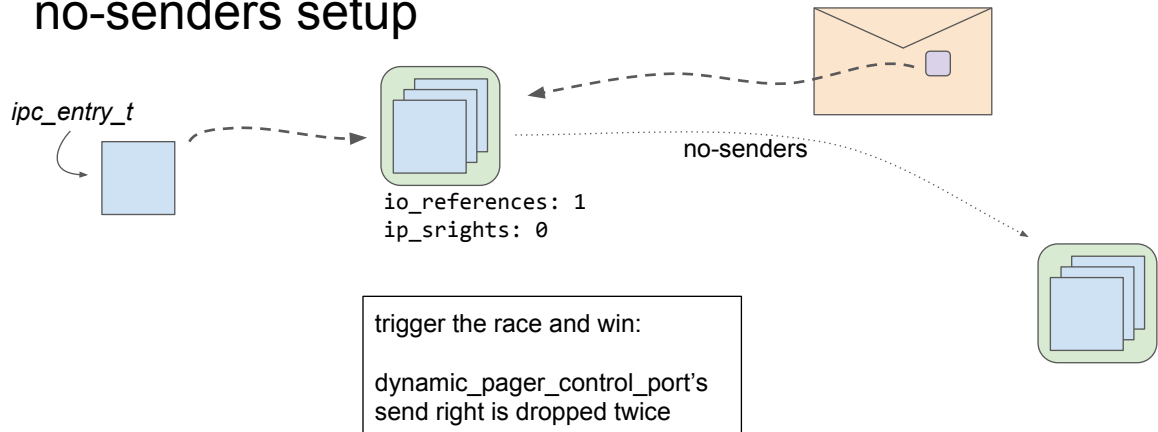 no-senders setup
ipc_entry_t
no-senders
io_references: 1
ip_srights: 0
trigger the race and win:
dynamic_pager_control_port’s
send right is dropped twice